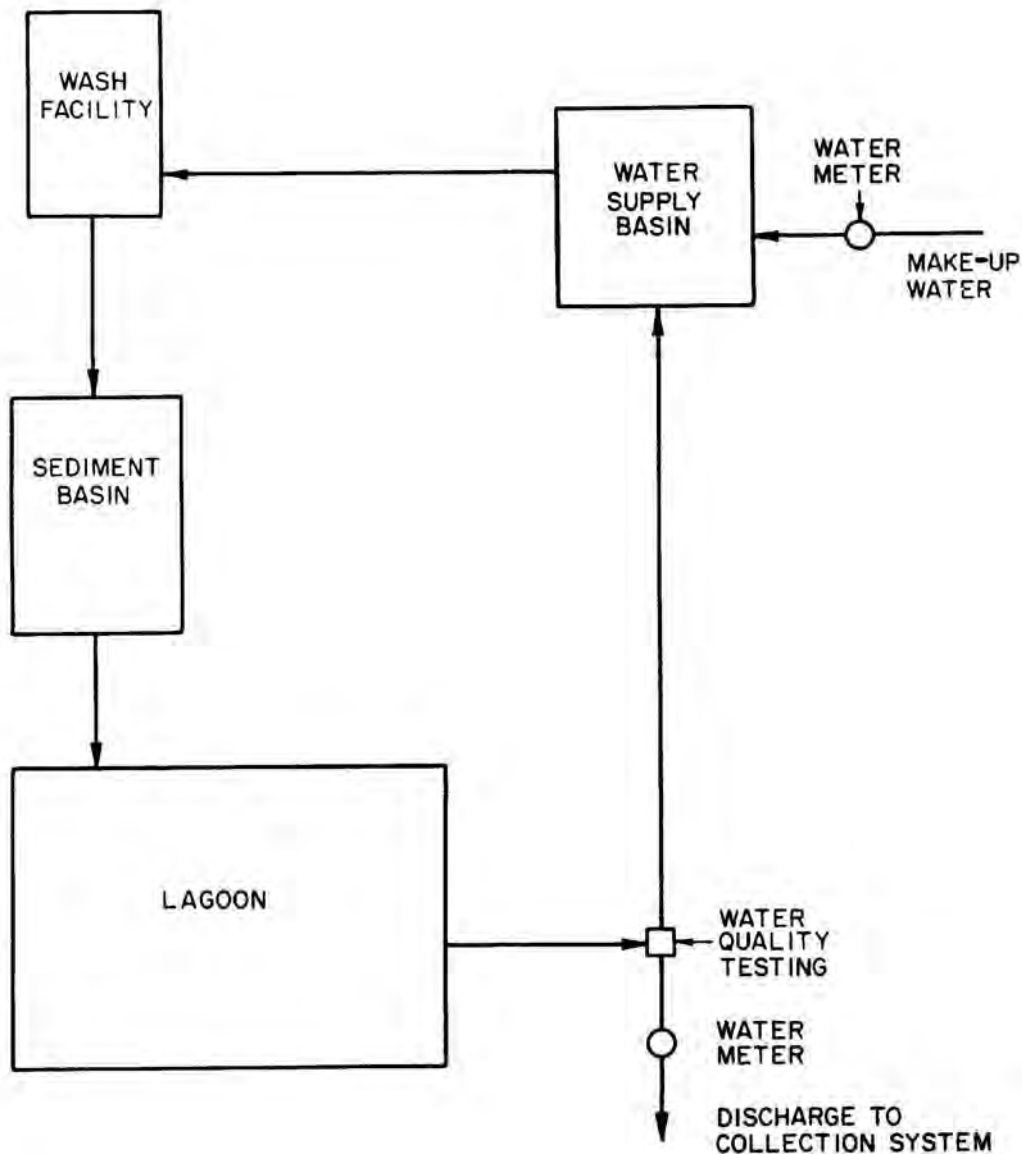 WASH
FACILITY
WATER
SUPPLY
BASIN
WATER
METER
MAKE-UP
WATER
SEDIMENT
BASIN
LAGOON
WATER
QUALITY
TESTING
WATER
METER
DISCHARGE TO
COLLECTION SYSTEM